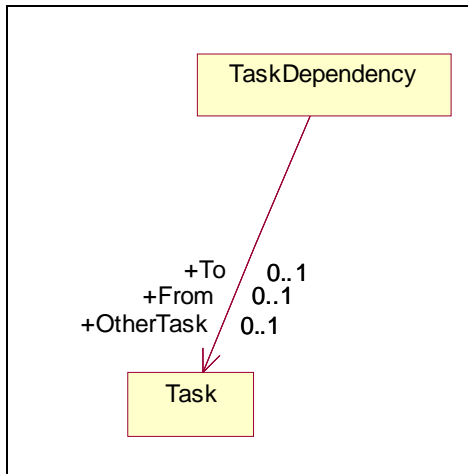 TaskDependency
+To 0..1
+From 0..1
+OtherTask 0..1
Task